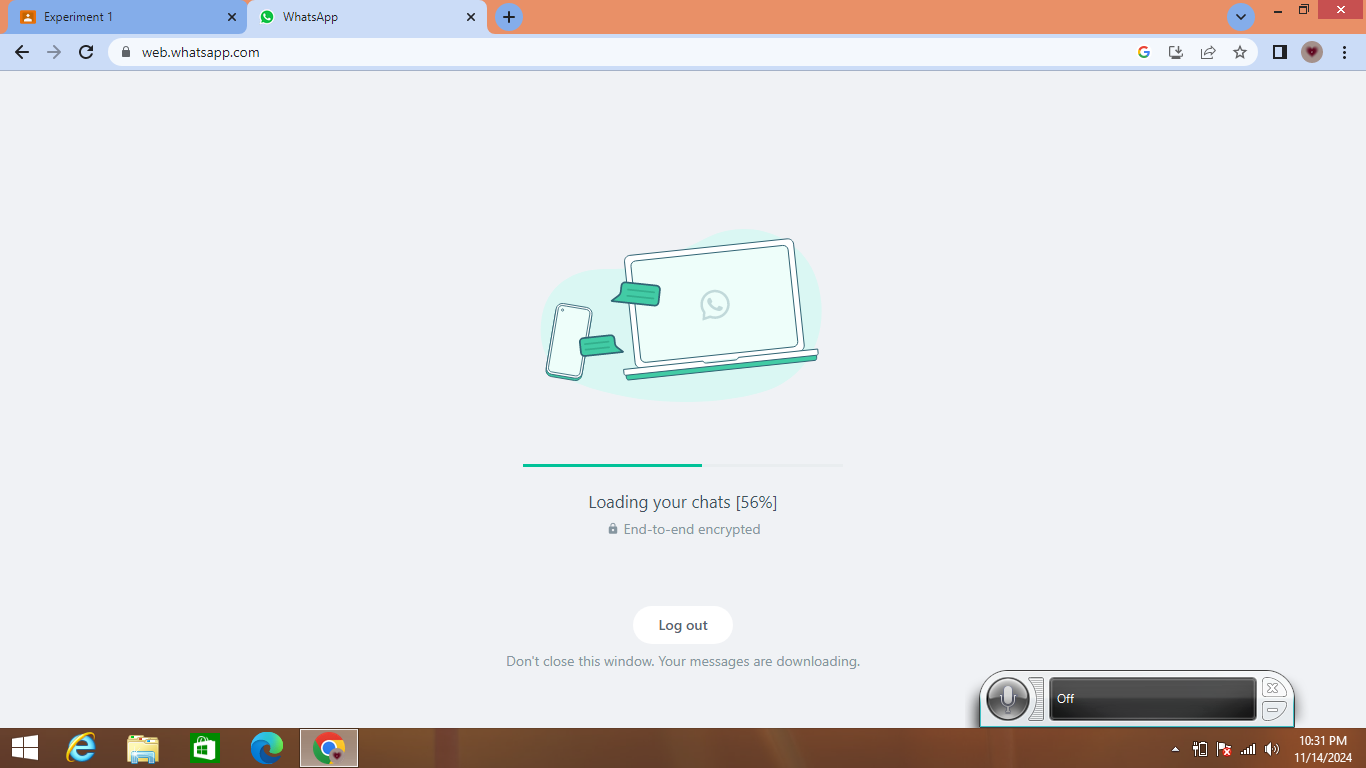 Experiment 1
WhatsApp
web.whatsapp.com
Loading your chats [56%]
End-to-end encrypted
Log out
Don't close this window. Your messages are downloading.
Off
10:31 PM
11/14/2024